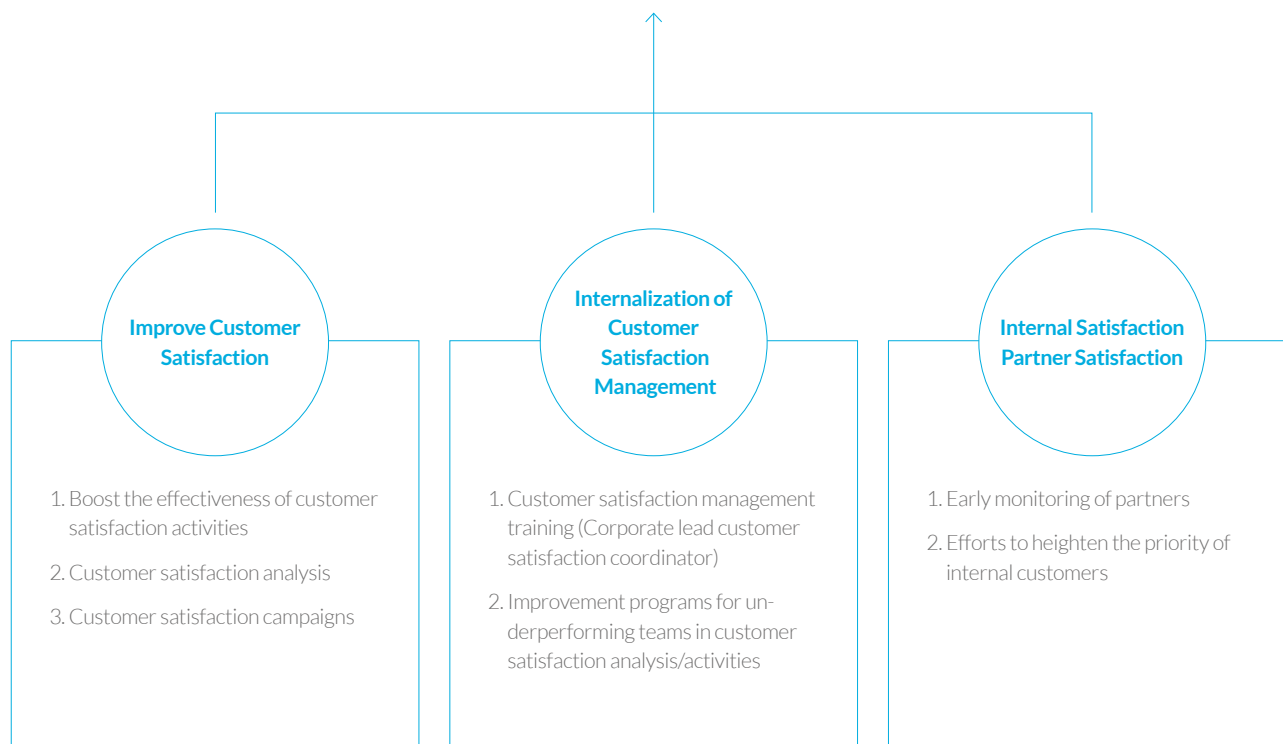 Improve Customer
Satisfaction
1. Boost the effectiveness of customer
satisfaction activities
2. Customer satisfaction analysis
3. Customer satisfaction campaigns
Internalization of
Customer
Satisfaction
Management
1. Customer satisfaction management
training (Corporate lead customer
satisfaction coordinator)
2. Improvement programs for un-
derperforming teams in customer
satisfaction analysis/activities
Internal Satisfaction
Partner Satisfaction
1. Early monitoring of partners
2. Efforts to heighten the priority of
internal customers